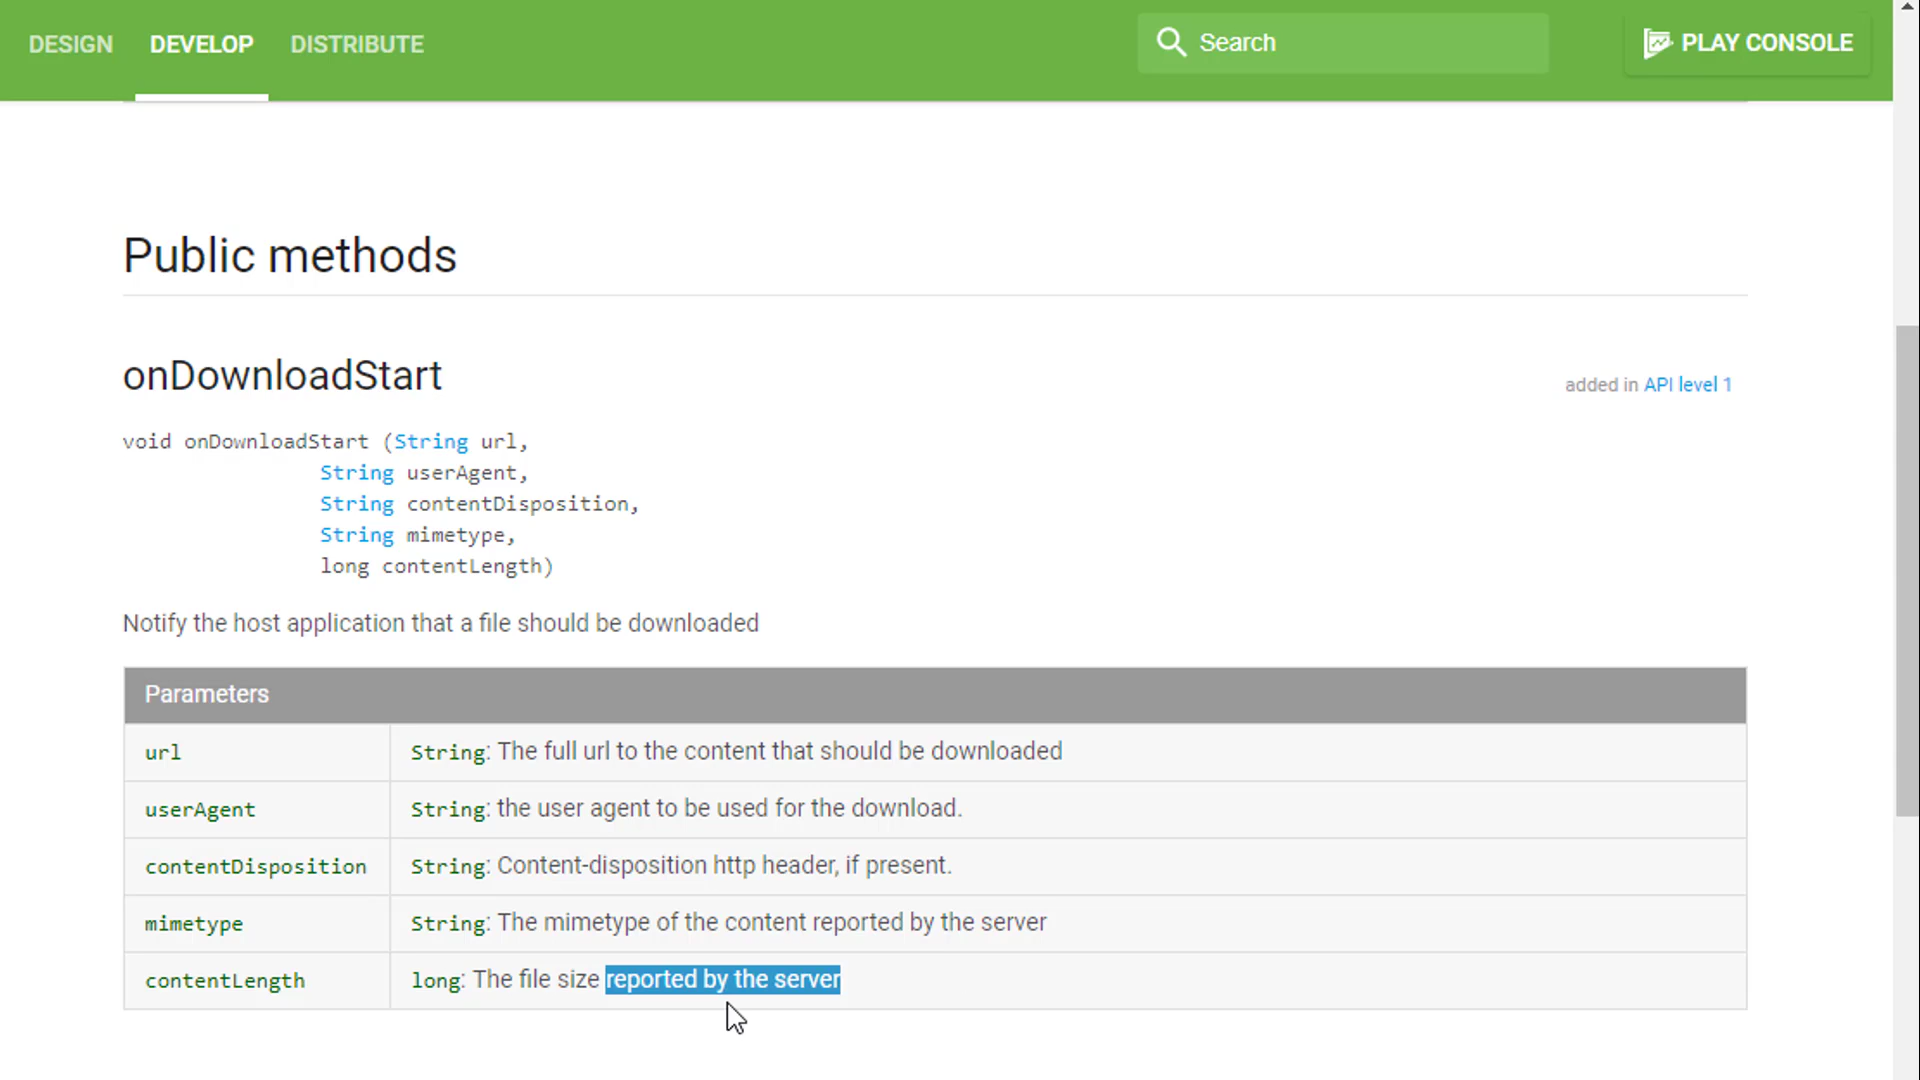 DESIGN DEVELOP DISTRIBUTE Search PLAY CONSOLE
Public methods
onDownloadStart added in API level 1
void onDownloadStart (String url,
String userAgent,
String contentDisposition,
String mimetype,
long contentLength)
Notify the host application that a file should be downloaded
Parameters
url String: The full url to the content that should be downloaded
userAgent String: the user agent to be used for the download.
contentDisposition String: Content-disposition http header, if present.
mimetype String: The mimetype of the content reported by the server
contentLength long: The file size reported by the server